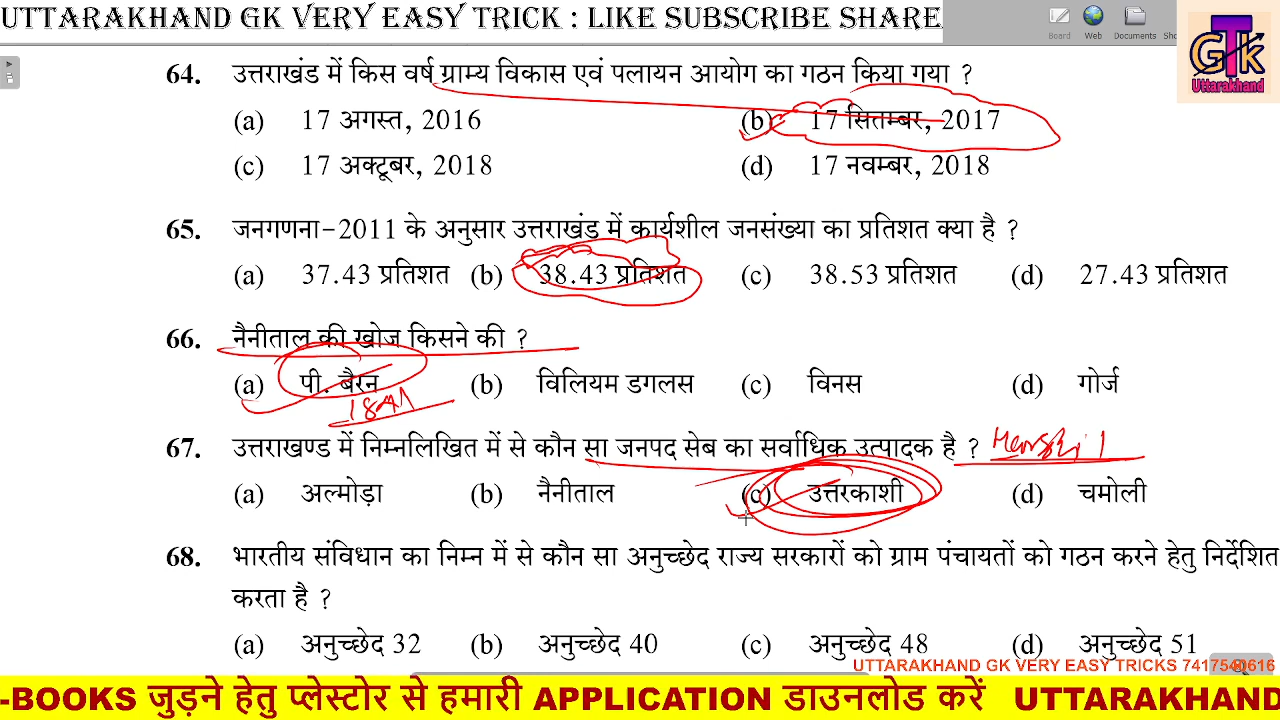 UTTARAKHAND GK VERY EASY TRICK : LIKE SUBSCRIBE SHARE
Board Web Documents
GTK
Uttarakhand
64. उत्तराखंड में किस वर्ष ग्राम्य विकास एवं पलायन आयोग का गठन किया गया ?
(a) 17 अगस्त, 2016 (b) 17 सितम्बर, 2017
(c) 17 अक्टूबर, 2018 (d) 17 नवम्बर, 2018
65. जनगणना-2011 के अनुसार उत्तराखंड में कार्यशील जनसंख्या का प्रतिशत क्या है ?
(a) 37.43 प्रतिशत (b) 38.43 प्रतिशत (c) 38.53 प्रतिशत (d) 27.43 प्रतिशत
66. नैनीताल की खोज किसने की ?
(a) पी. बैरन (b) विलियम डगलस (c) विनस (d) गोर्ज
1841
67. उत्तराखण्ड में निम्नलिखित में से कौन सा जनपद सेब का सर्वाधिक उत्पादक है ?
(a) अल्मोड़ा (b) नैनीताल (c) उत्तरकाशी (d) चमोली
68. भारतीय संविधान का निम्न में से कौन सा अनुच्छेद राज्य सरकारों को ग्राम पंचायतों को गठन करने हेतु निर्देशित
करता है ?
(a) अनुच्छेद 32 (b) अनुच्छेद 40 (c) अनुच्छेद 48 (d) अनुच्छेद 51
UTTARAKHAND GK VERY EASY TRICKS 7417540616
-BOOKS जुड़ने हेतु प्लेस्टोर से हमारी APPLICATION डाउनलोड करें UTTARAKHAND